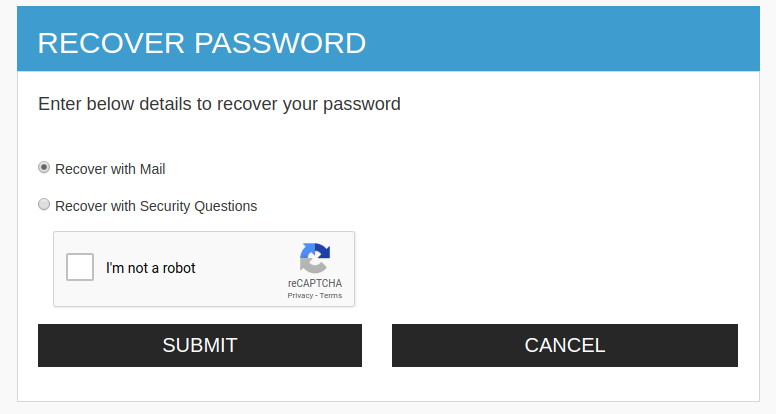 RECOVER PASSWORD
Enter below details to recover your password
Recover with Mail
Recover with Security Questions
I'm not a robot
reCAPTCHA
Privacy - Terms
SUBMIT CANCEL